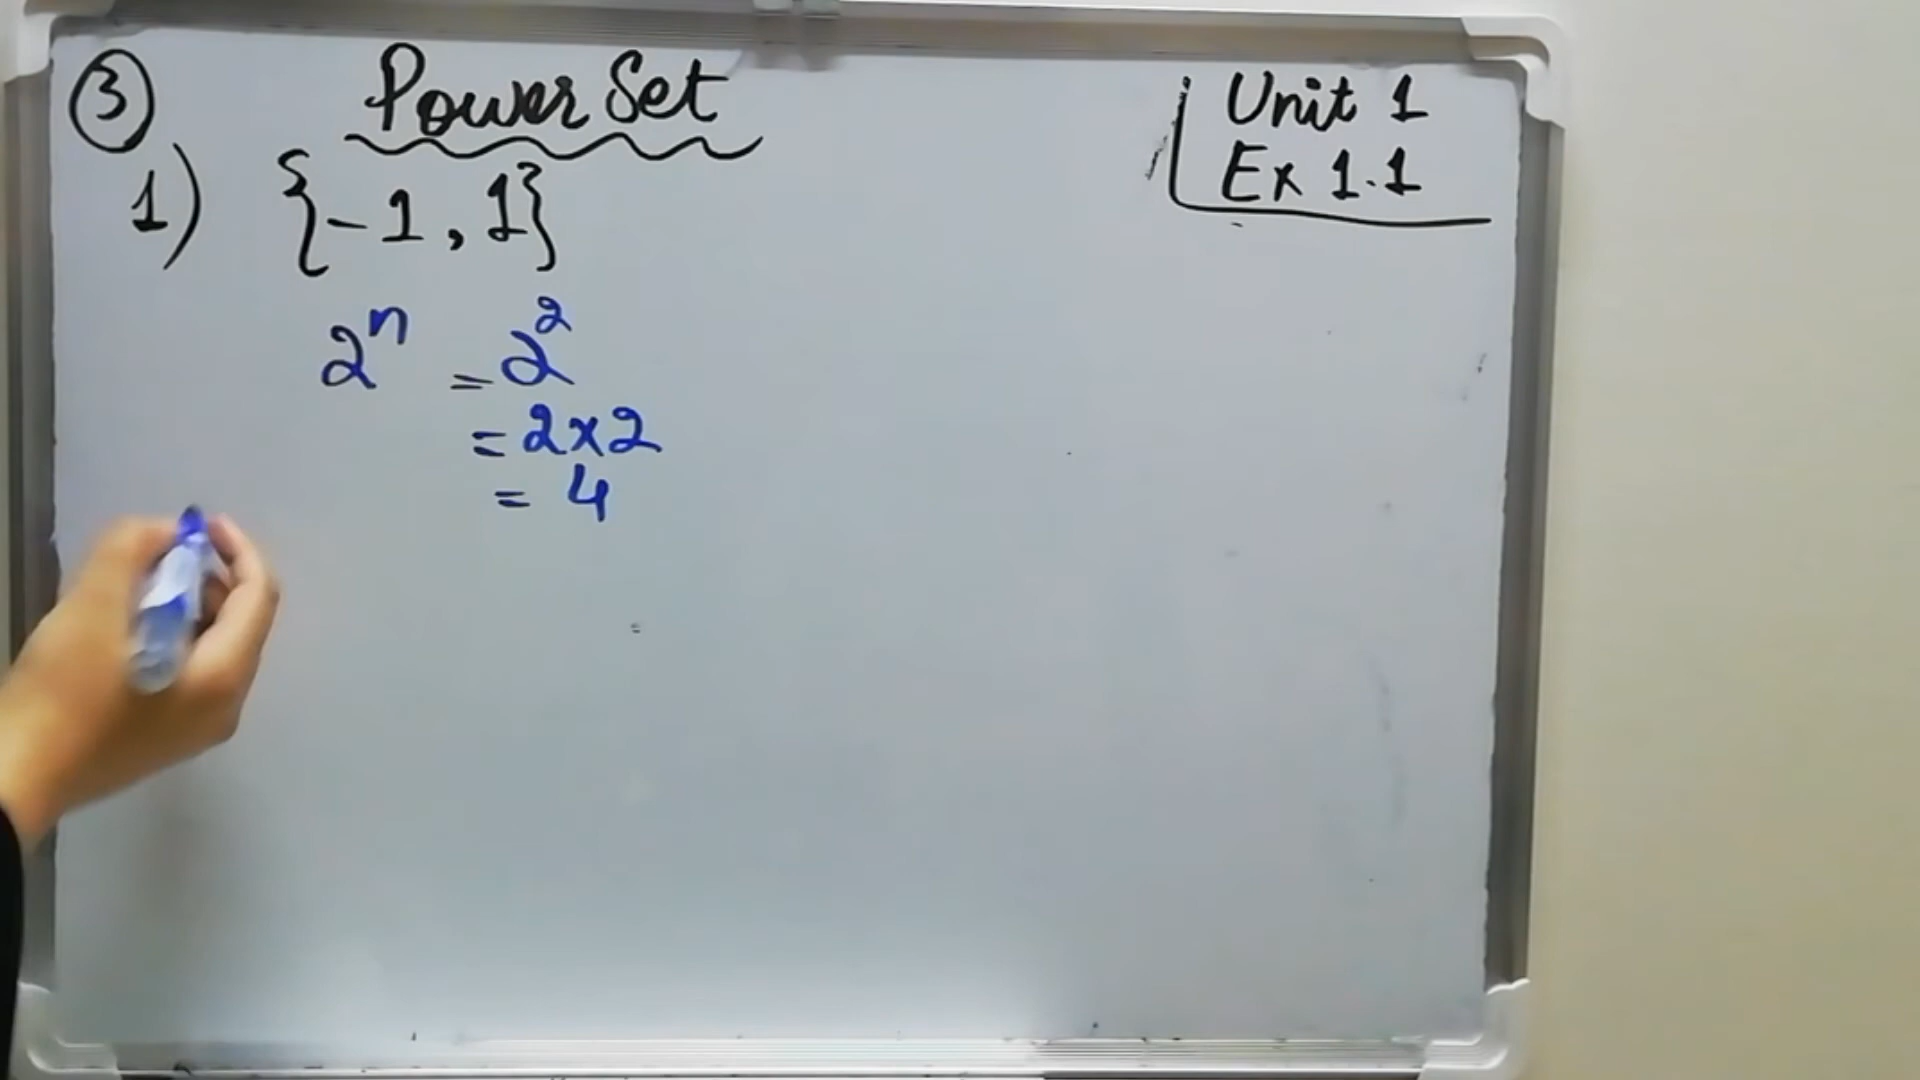 ③ Power Set
Unit 1
Ex 1.1
1) {-1, 1}
2ⁿ = 2²
= 2×2
= 4